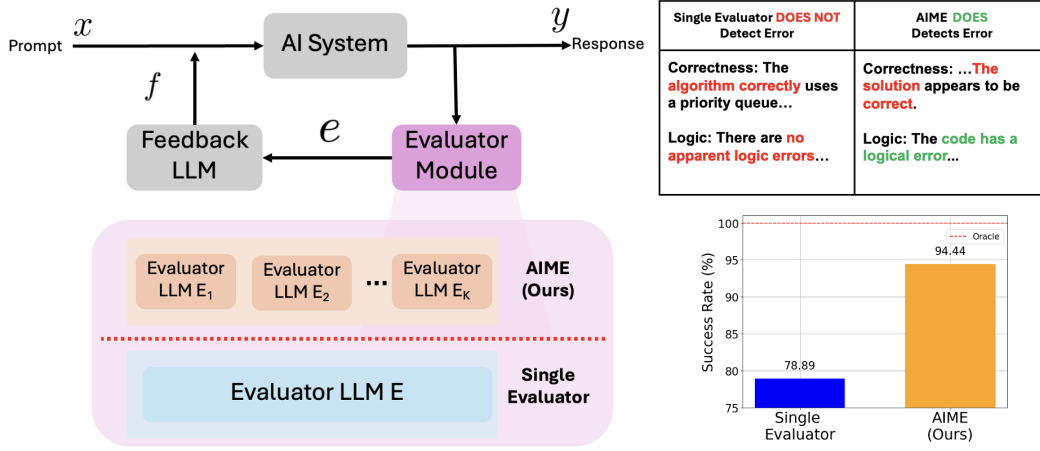 x
y
Prompt
AI System
Response
f
Feedback
LLM
e
Evaluator
Module
Evaluator
LLM E₁
Evaluator
LLM E₂
...
Evaluator
LLM Eₖ
AIME
(Ours)
Evaluator LLM E
Single
Evaluator
Single Evaluator DOES NOT
Detect Error
AIME DOES
Detects Error
Correctness: The
algorithm correctly uses
a priority queue...
Logic: There are no
apparent logic errors...
Correctness: ...The
solution appears to be
correct.
Logic: The code has a
logical error...
Success Rate (%)
100
95
90
85
80
75
Oracle
78.89
94.44
Single
Evaluator
AIME
(Ours)